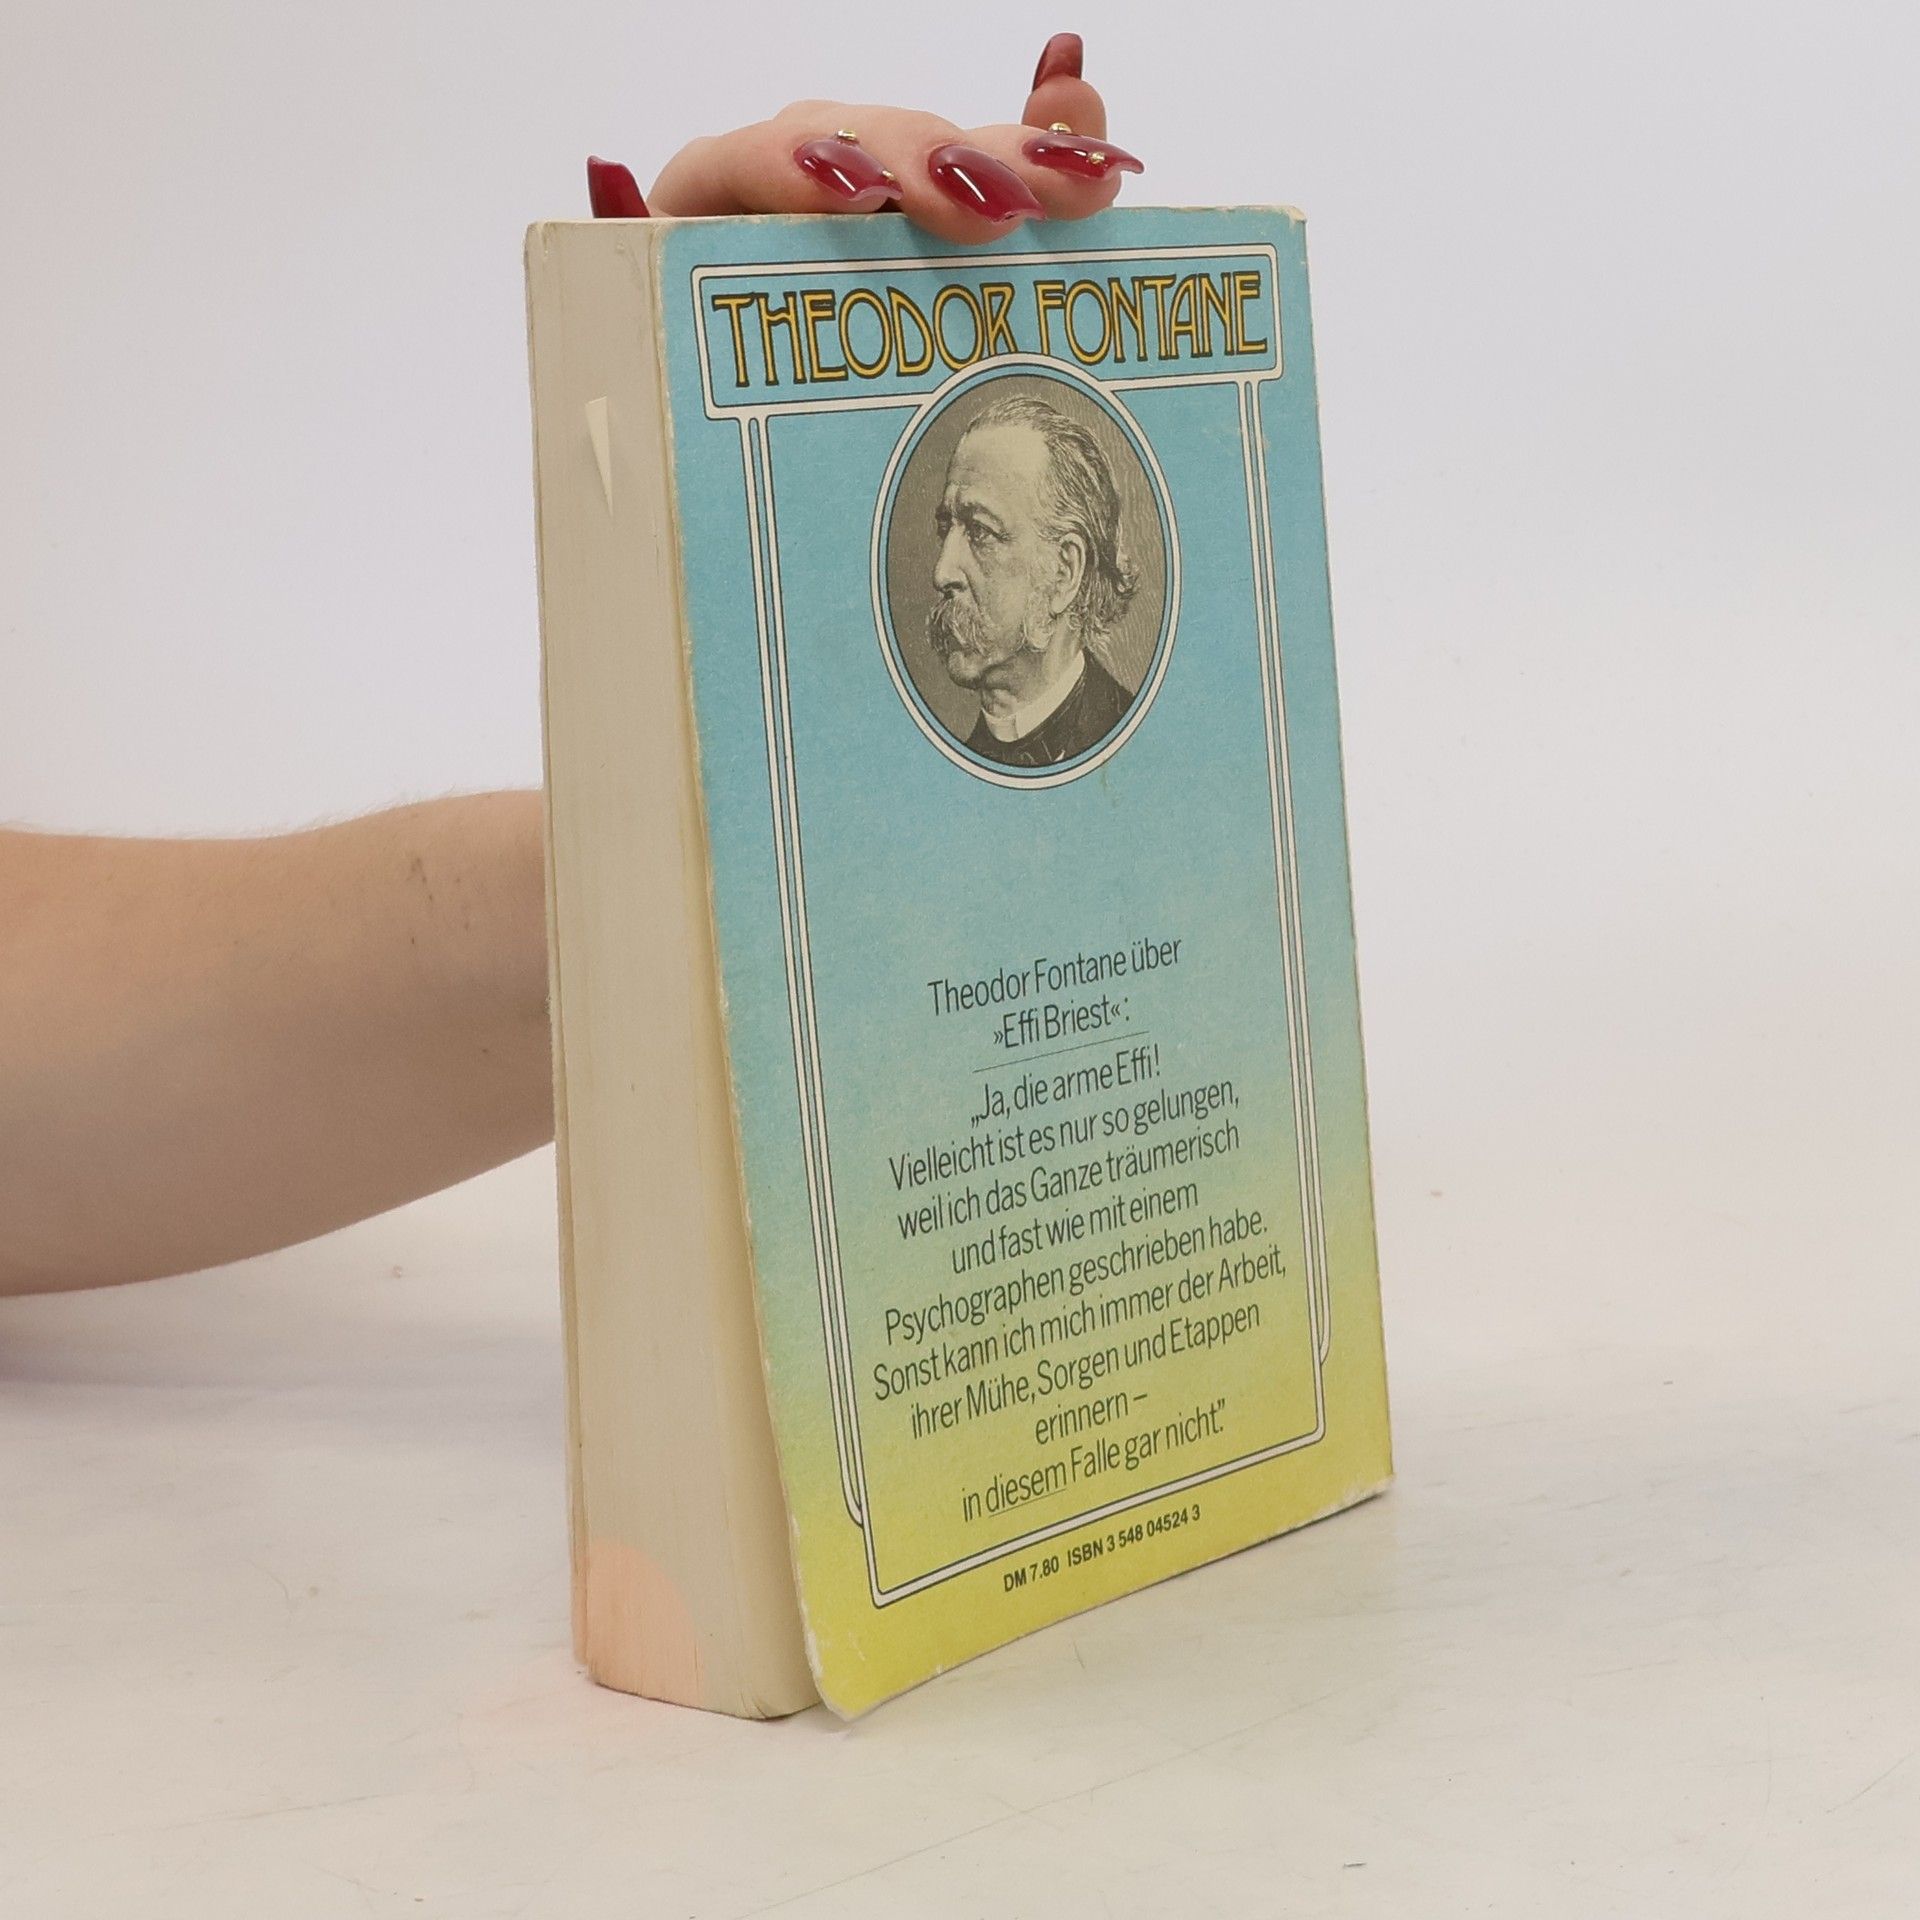 THEODOR FONTANE
Theodor Fontane über
»Effi Briest«:
„Ja, die arme Effi!
Vielleicht ist es nur so gelungen,
weil ich das Ganze träumerisch
und fast wie mit einem
Psychographen geschrieben habe.
Sonst kann ich mich immer der Arbeit,
ihrer Mühe, Sorgen und Etappen
erinnern –
in diesem Falle gar nicht.”
DM 7.80 ISBN 3 548 04524 3